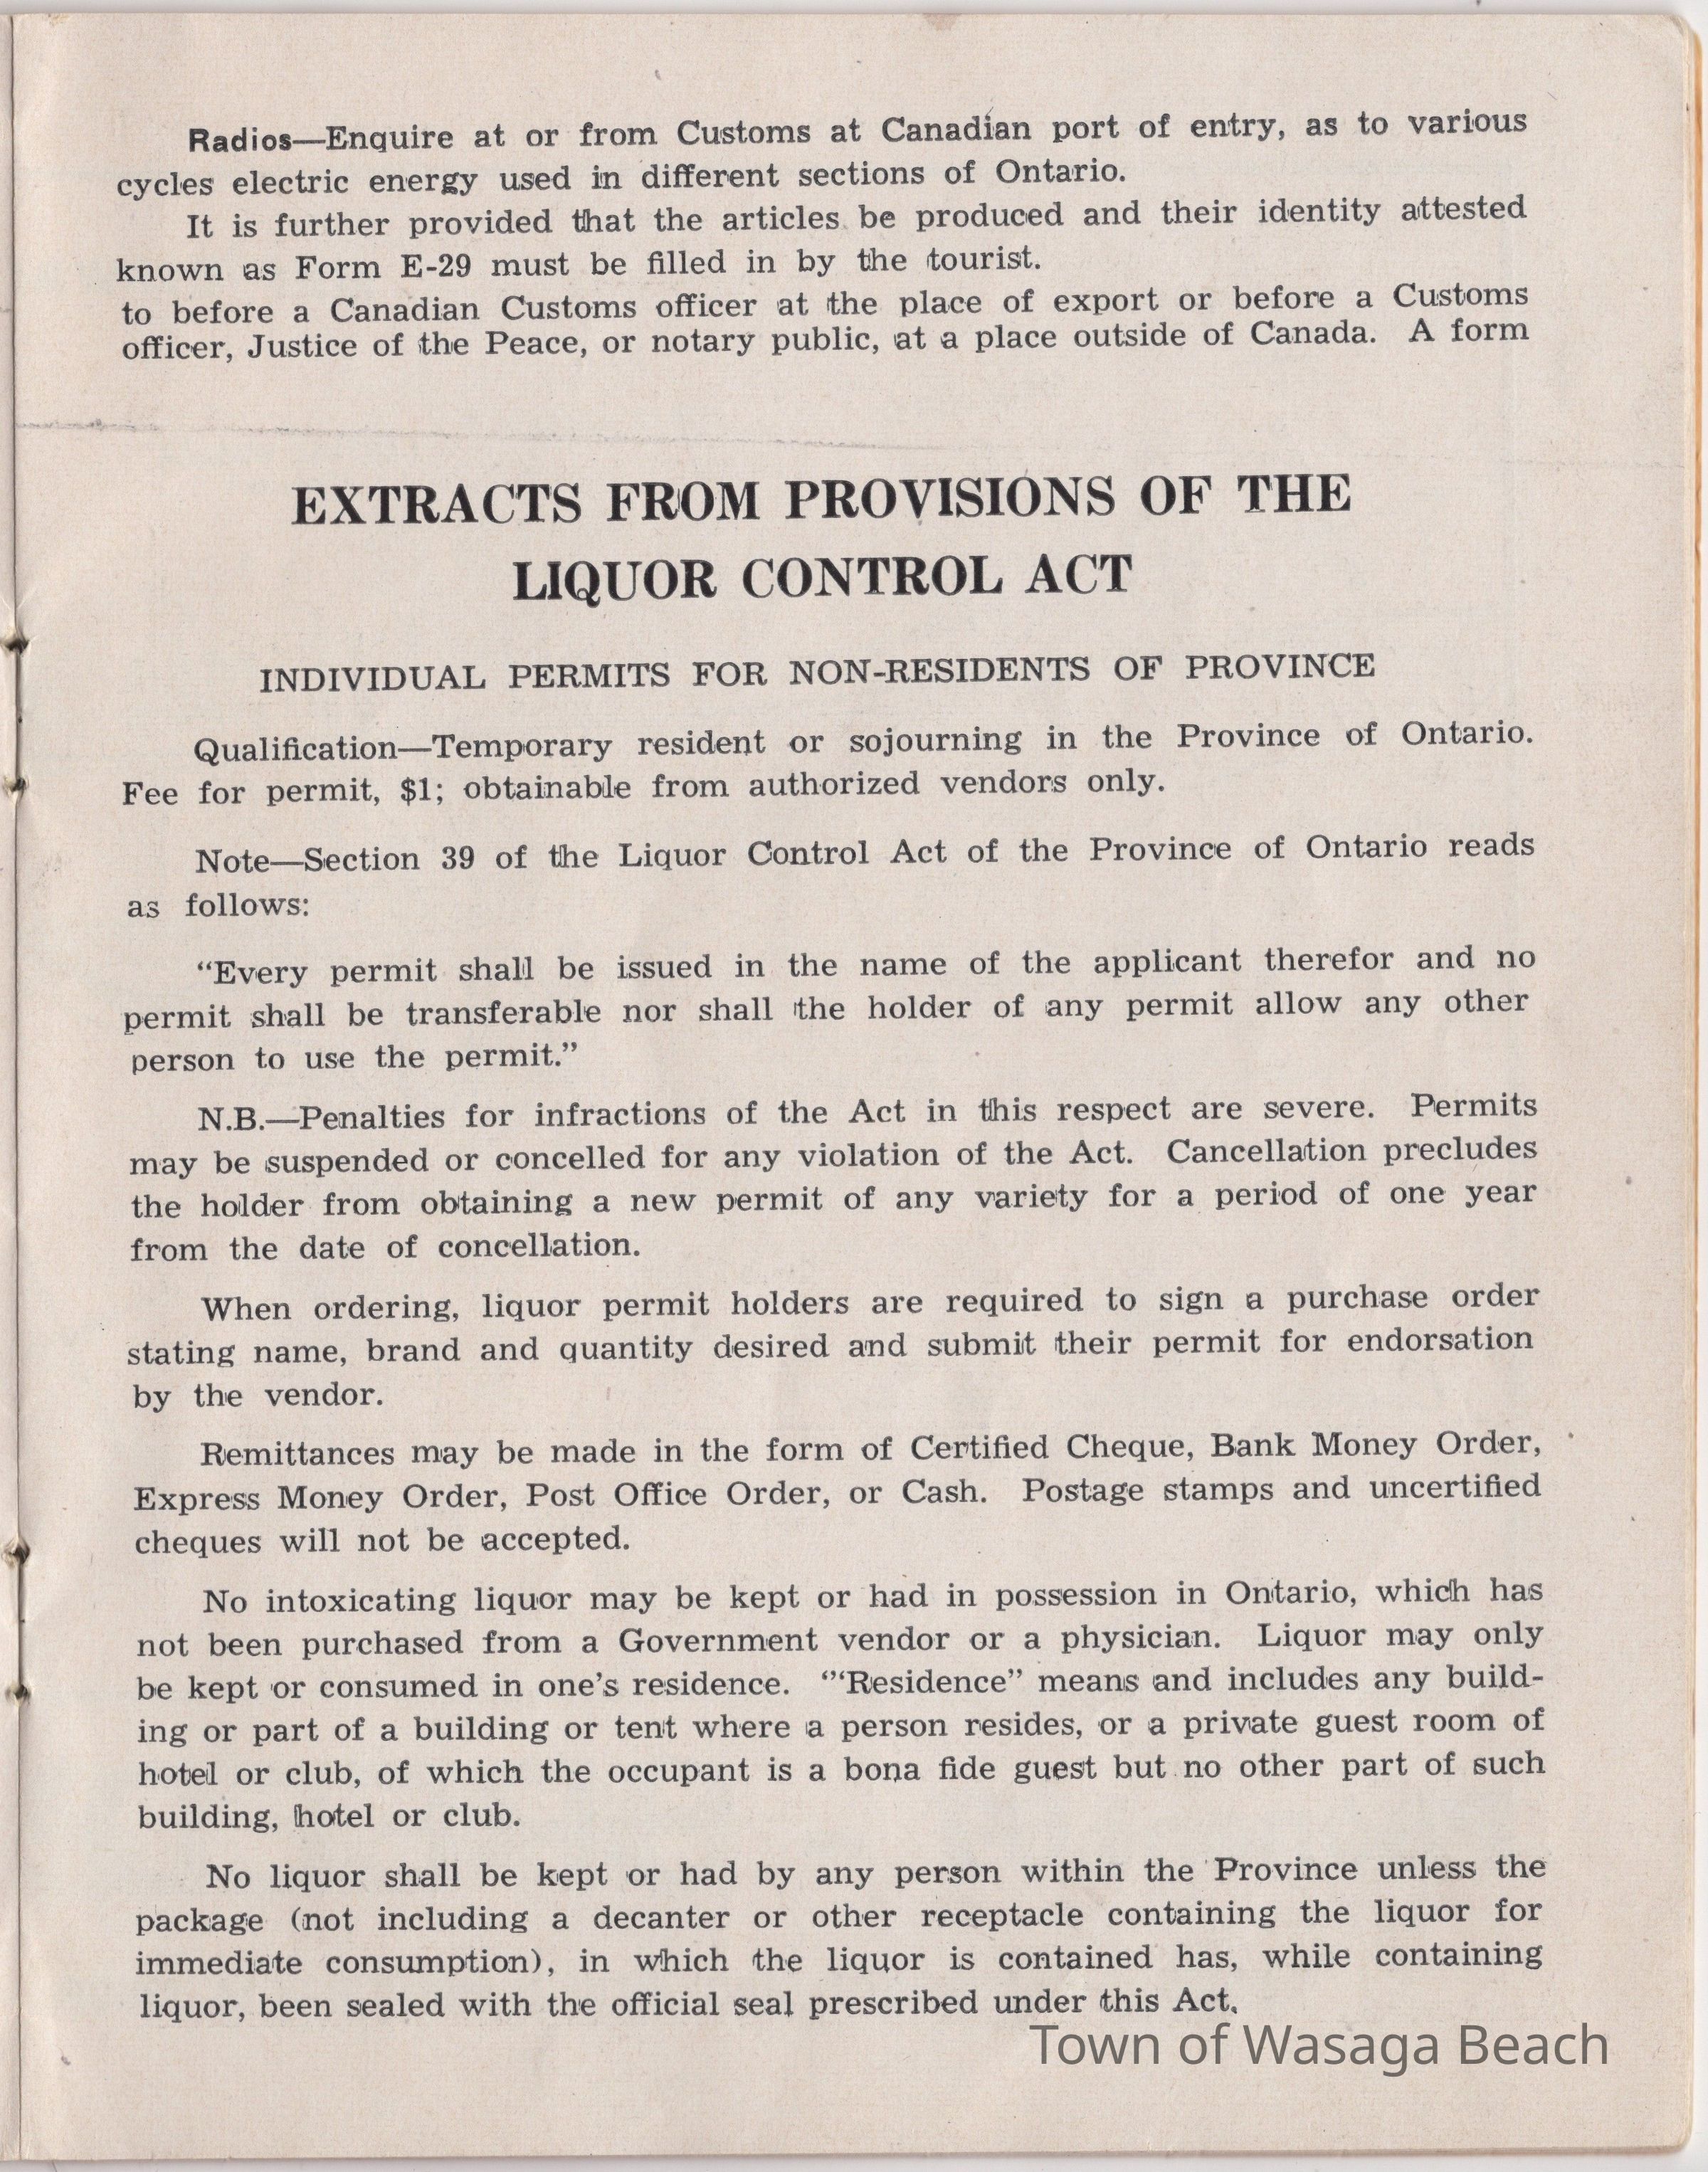 Radios—Enquire at or from Customs at Canadian port of entry, as to various
cycles electric energy used in different sections of Ontario.
It is further provided that the articles be produced and their identity attested
known as Form E-29 must be filled in by the tourist.
to before a Canadian Customs officer at the place of export or before a Customs
officer, Justice of the Peace, or notary public, at a place outside of Canada. A form
EXTRACTS FROM PROVISIONS OF THE
LIQUOR CONTROL ACT
INDIVIDUAL PERMITS FOR NON-RESIDENTS OF PROVINCE
Qualification—Temporary resident or sojourning in the Province of Ontario.
Fee for permit, $1; obtainable from authorized vendors only.
Note—Section 39 of the Liquor Control Act of the Province of Ontario reads
as follows:
“Every permit shall be issued in the name of the applicant therefor and no
permit shall be transferable nor shall the holder of any permit allow any other
person to use the permit.”
N.B.—Penalties for infractions of the Act in this respect are severe. Permits
may be suspended or concelled for any violation of the Act. Cancellation precludes
the holder from obtaining a new permit of any variety for a period of one year
from the date of concellation.
When ordering, liquor permit holders are required to sign a purchase order
stating name, brand and quantity desired and submit their permit for endorsation
by the vendor.
Remittances may be made in the form of Certified Cheque, Bank Money Order,
Express Money Order, Post Office Order, or Cash. Postage stamps and uncertified
cheques will not be accepted.
No intoxicating liquor may be kept or had in possession in Ontario, which has
not been purchased from a Government vendor or a physician. Liquor may only
be kept or consumed in one’s residence. “‘Residence” means and includes any build-
ing or part of a building or tent where a person resides, or a private guest room of
hotel or club, of which the occupant is a bona fide guest but no other part of such
building, hotel or club.
No liquor shall be kept or had by any person within the Province unless the
package (not including a decanter or other receptacle containing the liquor for
immediate consumption), in which the liquor is contained has, while containing
liquor, been sealed with the official seal prescribed under this Act.
Town of Wasaga Beach